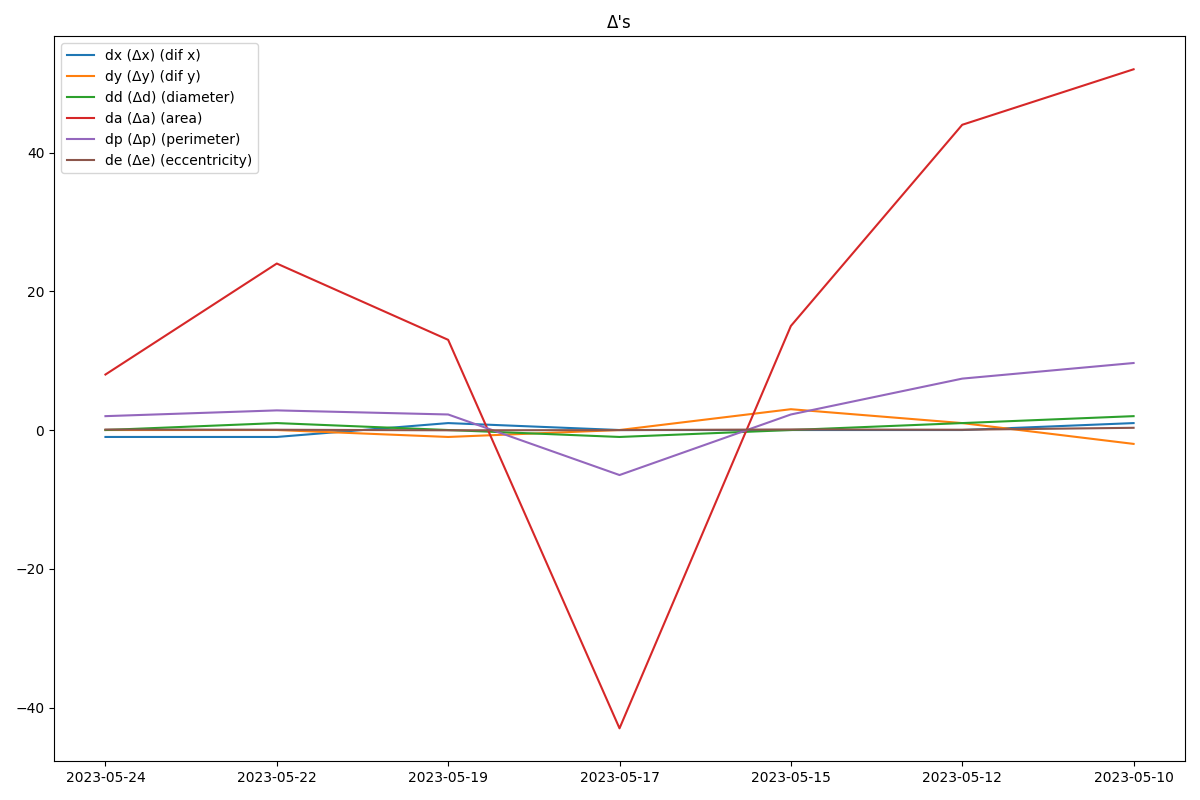 Δ's
dx (Δx) (dif x)
dy (Δy) (dif y)
dd (Δd) (diameter)
da (Δa) (area)
dp (Δp) (perimeter)
de (Δe) (eccentricity)
40
20
0
−20
−40
2023-05-24 2023-05-22 2023-05-19 2023-05-17 2023-05-15 2023-05-12 2023-05-10